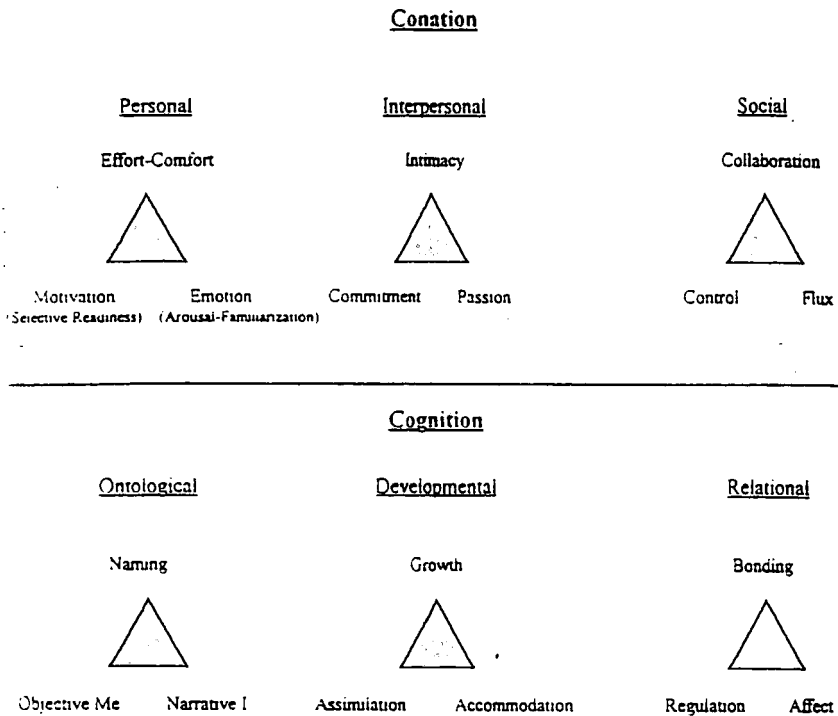 Conation
Personal Interpersonal Social
Effort-Comfort Intimacy Collaboration
Motivation Emotion Commitment Passion Control Flux
(Selective Readiness) (Arousal-Familiarization)
Cognition
Ontological Developmental Relational
Naming Growth Bonding
Objective Me Narrative I Assimilation Accommodation Regulation Affect